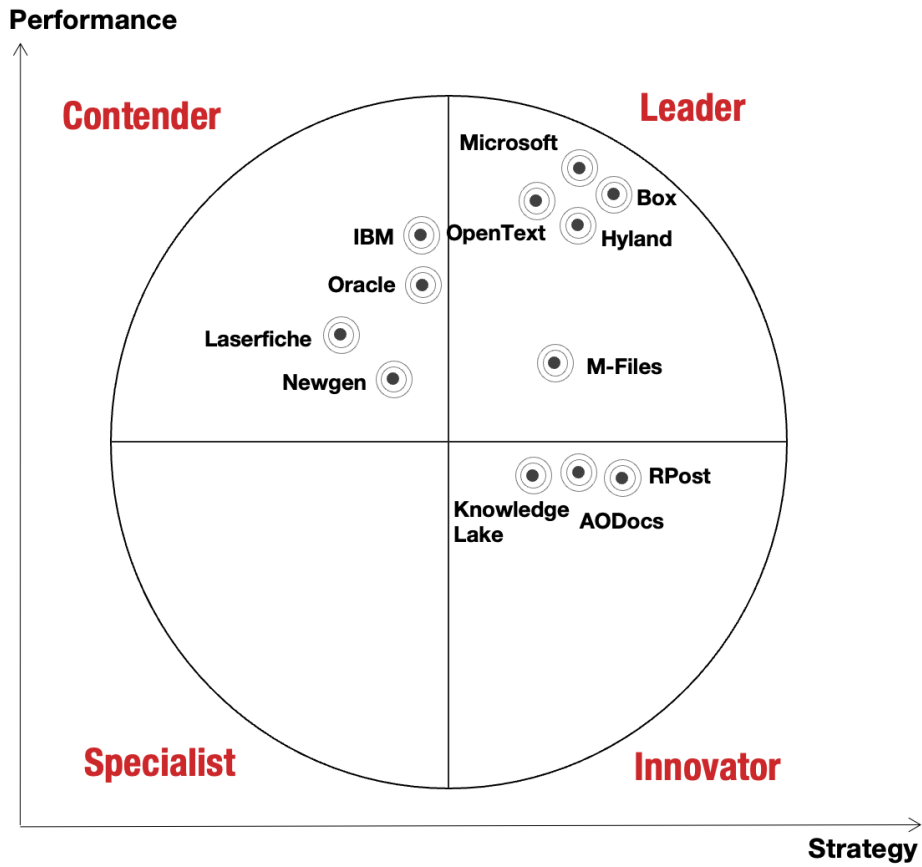 Performance
Contender
Leader
Microsoft
Box
IBM
OpenText
Hyland
Oracle
Laserfiche
M-Files
Newgen
RPost
Knowledge
Lake
AODocs
Specialist
Innovator
Strategy